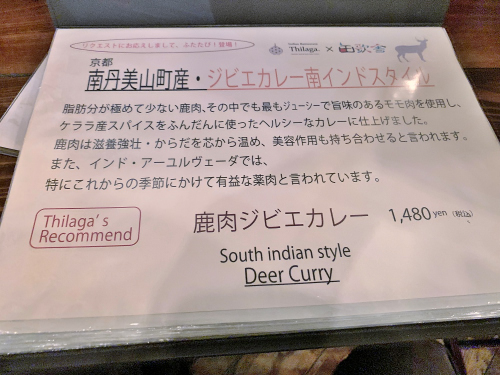 リクエストにお応えしまして、ふたたび!登場!
Thilaga. ×
京都
南丹美山町産・ジビエカレー南インドスタイル
脂肪分が極めて少ない鹿肉、その中でも最もジューシーで旨味のあるモモ肉を使用し、
ケララ産スパイスをふんだんに使ったヘルシーなカレーに仕上げました。
鹿肉は滋養強壮・からだを芯から温め、美容作用も持ち合わせると言われます。
また、インド・アーユルヴェーダでは、
特にこれからの季節にかけて有益な薬肉と言われています。
Thilaga's
Recommend
鹿肉ジビエカレー 1,480 yen (税込)
South indian style
Deer Curry